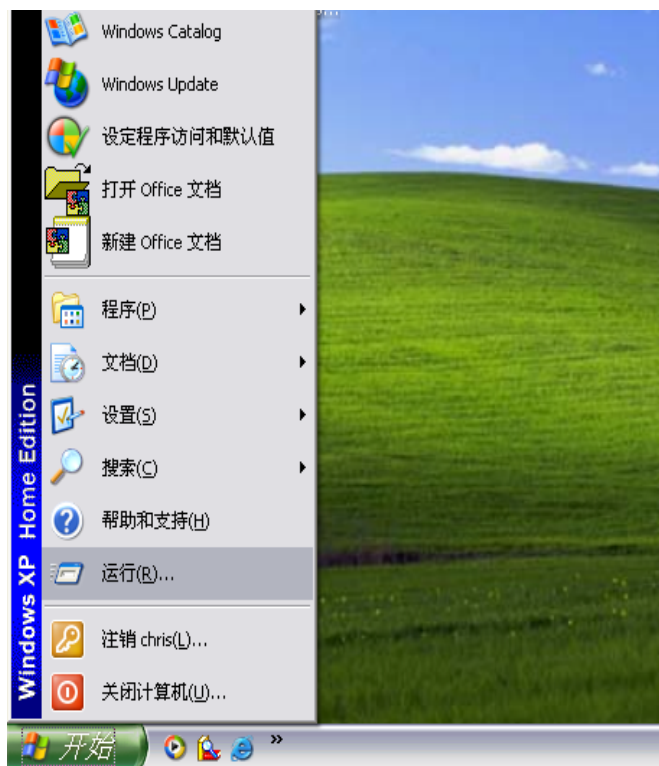 Windows Catalog
Windows Update
设定程序访问和默认值
打开 Office 文档
新建 Office 文档
程序(P)
文档(D)
设置(S)
搜索(C)
帮助和支持(H)
运行(R)...
注销 chris(L)...
关闭计算机(U)...
Windows XP Home Edition
开始
»